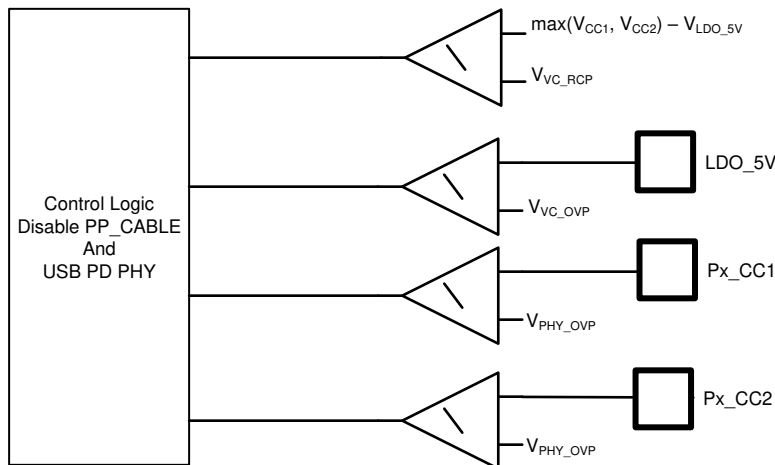 max(VCC1, VCC2) – VLDO_5V
VVC_RCP
LDO_5V
VVC_OVP
Control Logic
Disable PP_CABLE
And
USB PD PHY
Px_CC1
VPHY_OVP
Px_CC2
VPHY_OVP